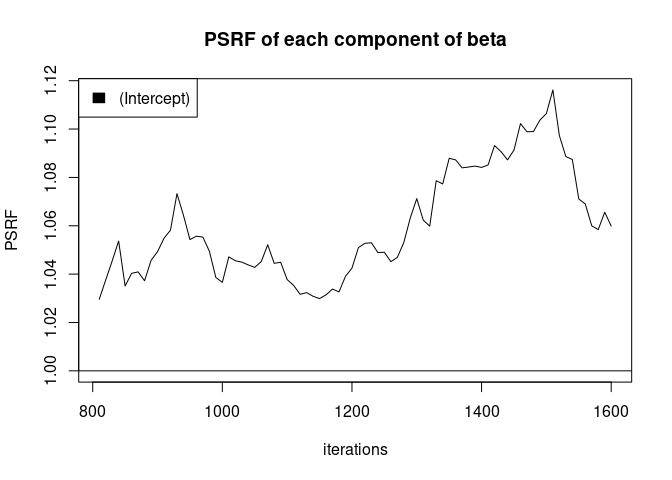 PSRF of each component of beta
(Intercept)
PSRF
1.12
1.10
1.08
1.06
1.04
1.02
1.00
800 1000 1200 1400 1600
iterations